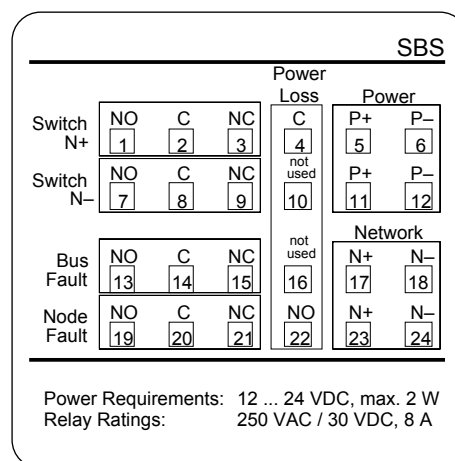 SBS
Power
Loss Power
Switch N+ NO C NC C P+ P–
1 2 3 4 5 6
Switch N– NO C NC not used P+ P–
7 8 9 10 11 12
Network
Bus Fault NO C NC not used N+ N–
13 14 15 16 17 18
Node Fault NO C NC NO N+ N–
19 20 21 22 23 24
Power Requirements: 12 ... 24 VDC, max. 2 W
Relay Ratings: 250 VAC / 30 VDC, 8 A